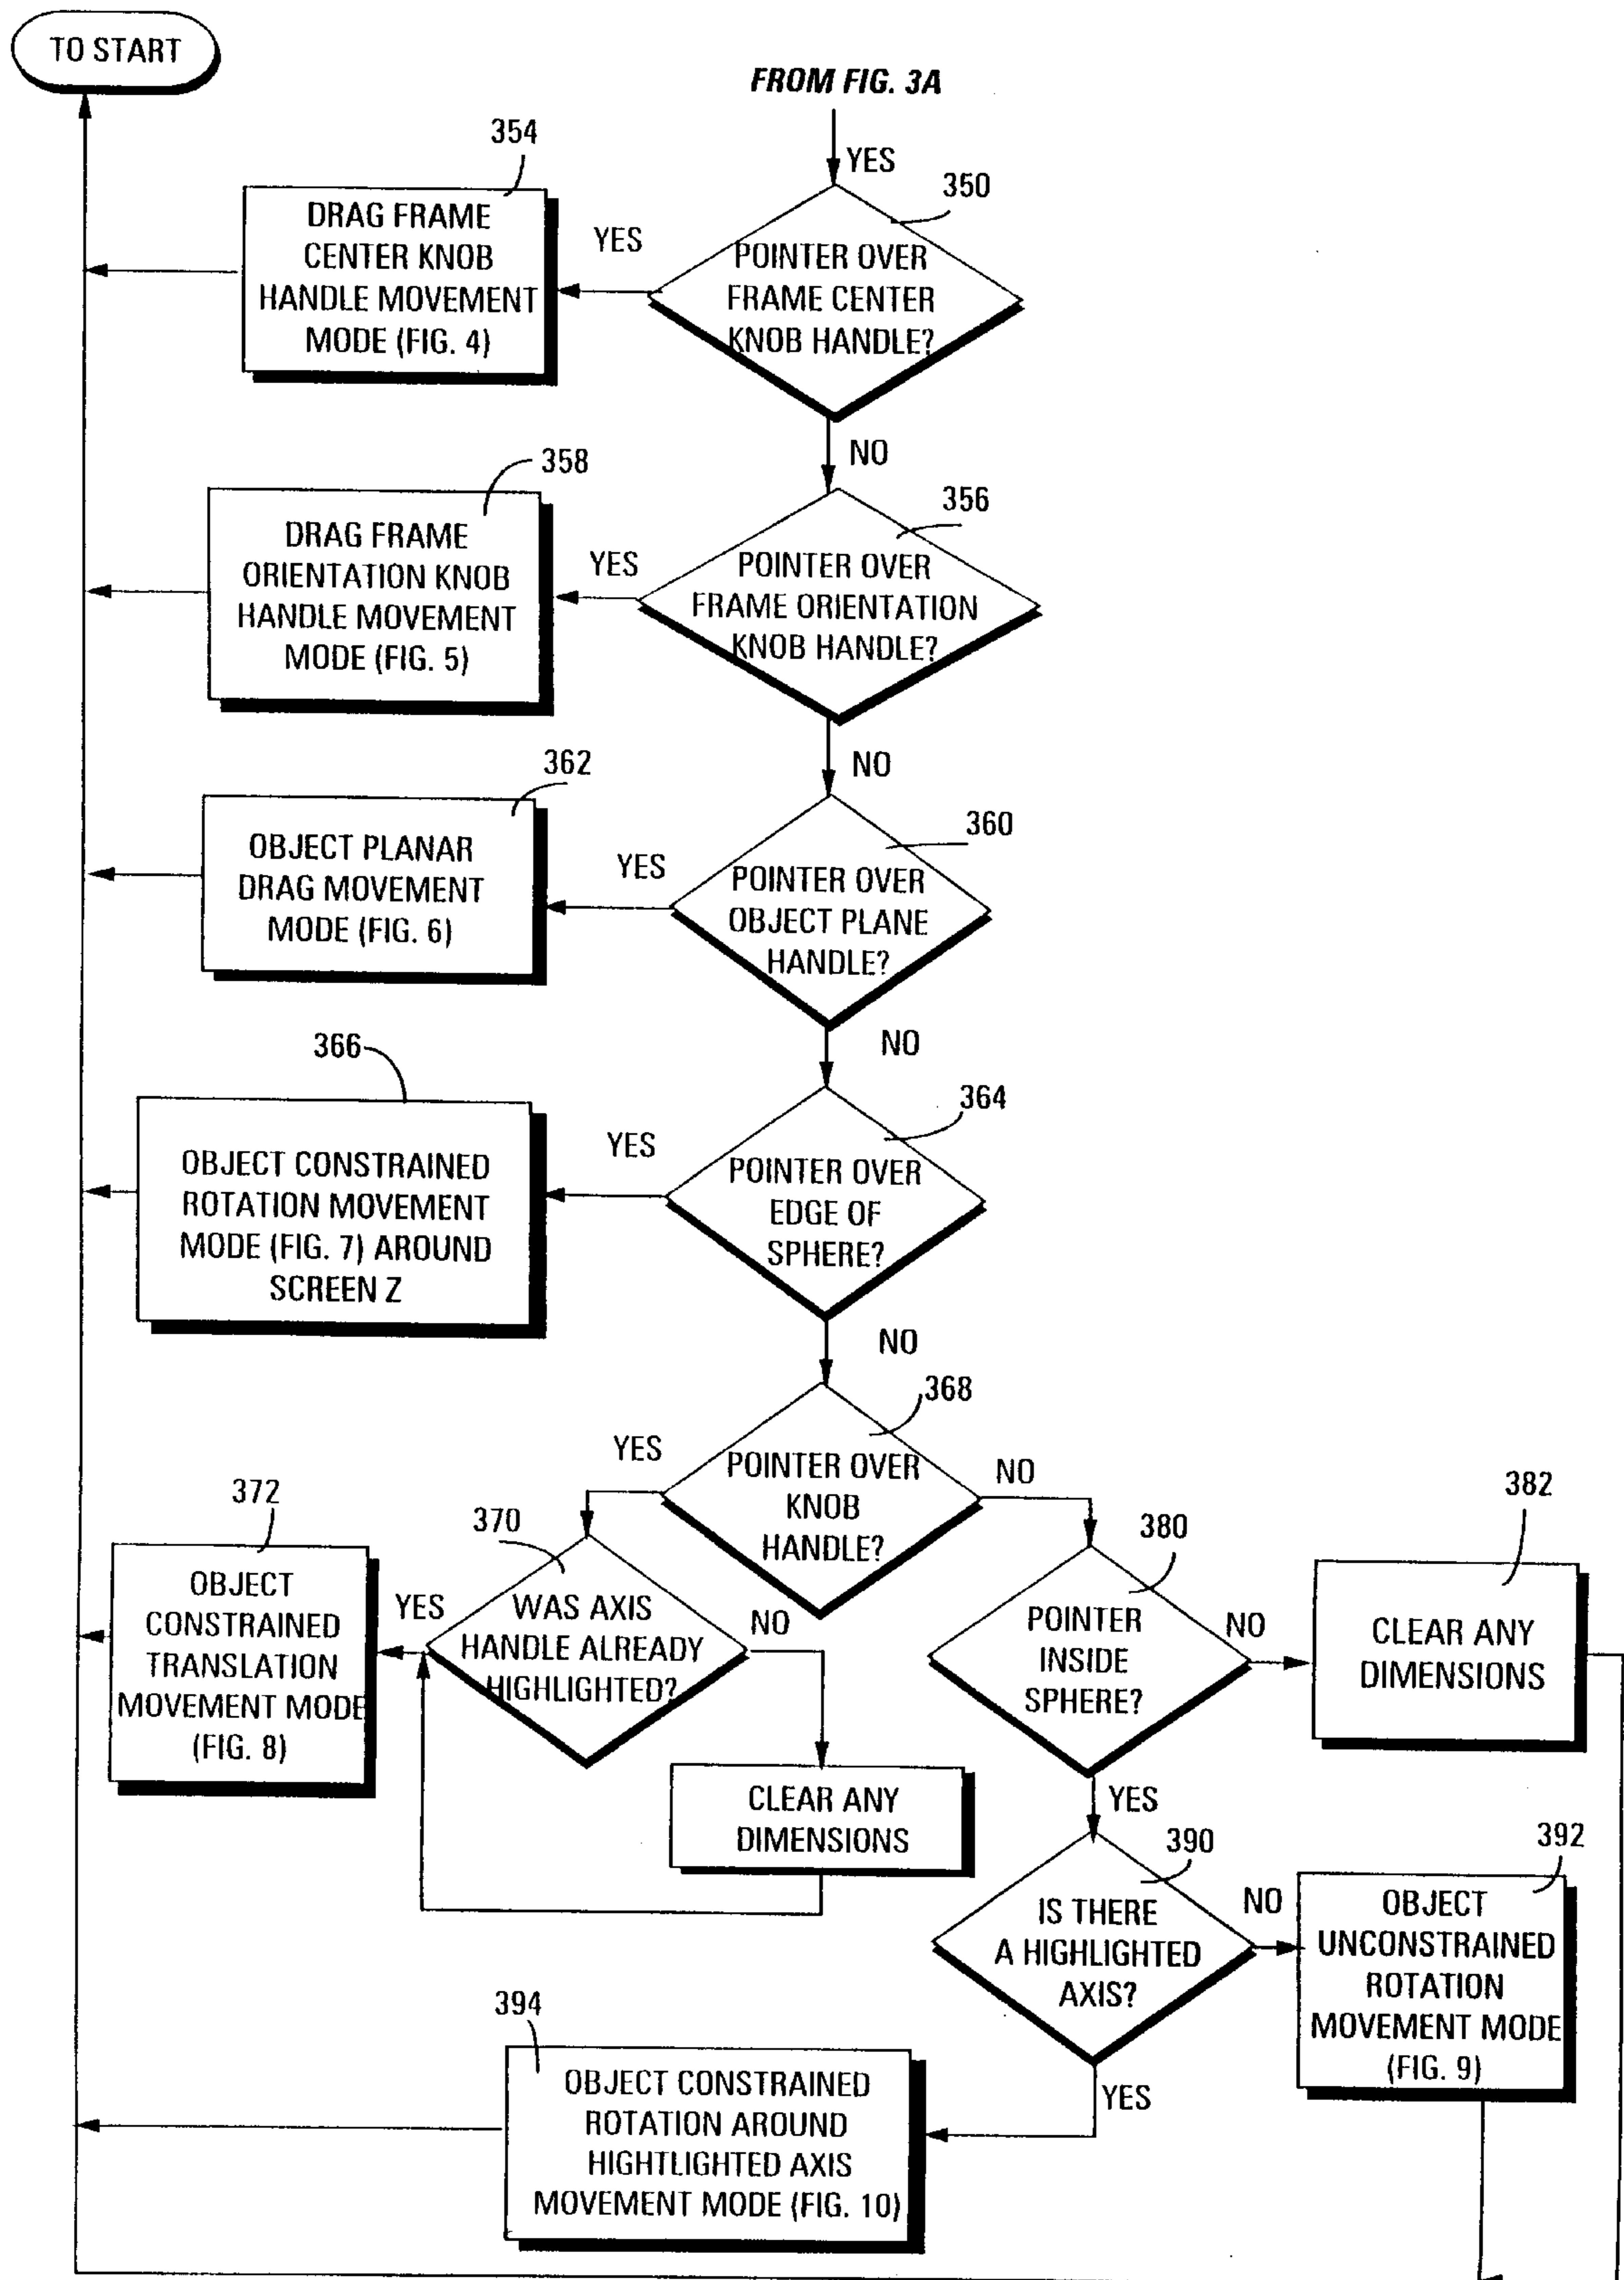 TO START
FROM FIG. 3A
YES
354
350
DRAG FRAME
CENTER KNOB
HANDLE MOVEMENT
MODE (FIG. 4)
YES
POINTER OVER
FRAME CENTER
KNOB HANDLE?
NO
358
356
DRAG FRAME
ORIENTATION KNOB
HANDLE MOVEMENT
MODE (FIG. 5)
YES
POINTER OVER
FRAME ORIENTATION
KNOB HANDLE?
NO
362
360
OBJECT PLANAR
DRAG MOVEMENT
MODE (FIG. 6)
YES
POINTER OVER
OBJECT PLANE
HANDLE?
NO
366
364
OBJECT CONSTRAINED
ROTATION MOVEMENT
MODE (FIG. 7) AROUND
SCREEN Z
YES
POINTER OVER
EDGE OF
SPHERE?
NO
368
YES
POINTER OVER
KNOB
HANDLE?
NO
372
370
380
382
OBJECT
CONSTRAINED
TRANSLATION
MOVEMENT MODE
(FIG. 8)
YES
WAS AXIS
HANDLE ALREADY
HIGHLIGHTED?
NO
POINTER
INSIDE
SPHERE?
NO
CLEAR ANY
DIMENSIONS
CLEAR ANY
DIMENSIONS
YES
390
392
IS THERE
A HIGHLIGHTED
AXIS?
NO
OBJECT
UNCONSTRAINED
ROTATION
MOVEMENT MODE
(FIG. 9)
394
YES
OBJECT CONSTRAINED
ROTATION AROUND
HIGHTLIGHTED AXIS
MOVEMENT MODE (FIG. 10)